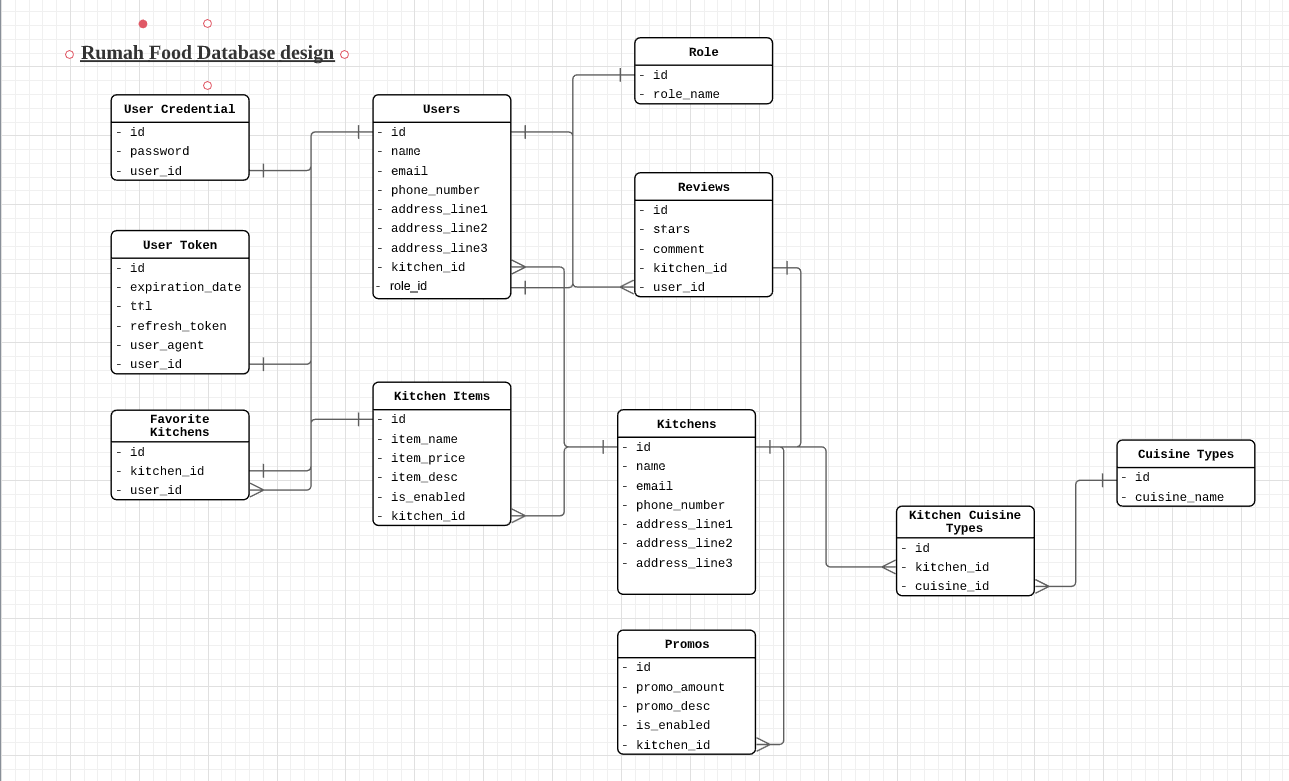 Rumah Food Database design
User Credential
- id
- password
- user_id
User Token
- id
- expiration_date
- ttl
- refresh_token
- user_agent
- user_id
Favorite
Kitchens
- id
- kitchen_id
- user_id
Users
- id
- name
- email
- phone_number
- address_line1
- address_line2
- address_line3
- kitchen_id
- role_id
Kitchen Items
- id
- item_name
- item_price
- item_desc
- is_enabled
- kitchen_id
Role
- id
- role_name
Reviews
- id
- stars
- comment
- kitchen_id
- user_id
Kitchens
- id
- name
- email
- phone_number
- address_line1
- address_line2
- address_line3
Promos
- id
- promo_amount
- promo_desc
- is_enabled
- kitchen_id
Kitchen Cuisine
Types
- id
- kitchen_id
- cuisine_id
Cuisine Types
- id
- cuisine_name